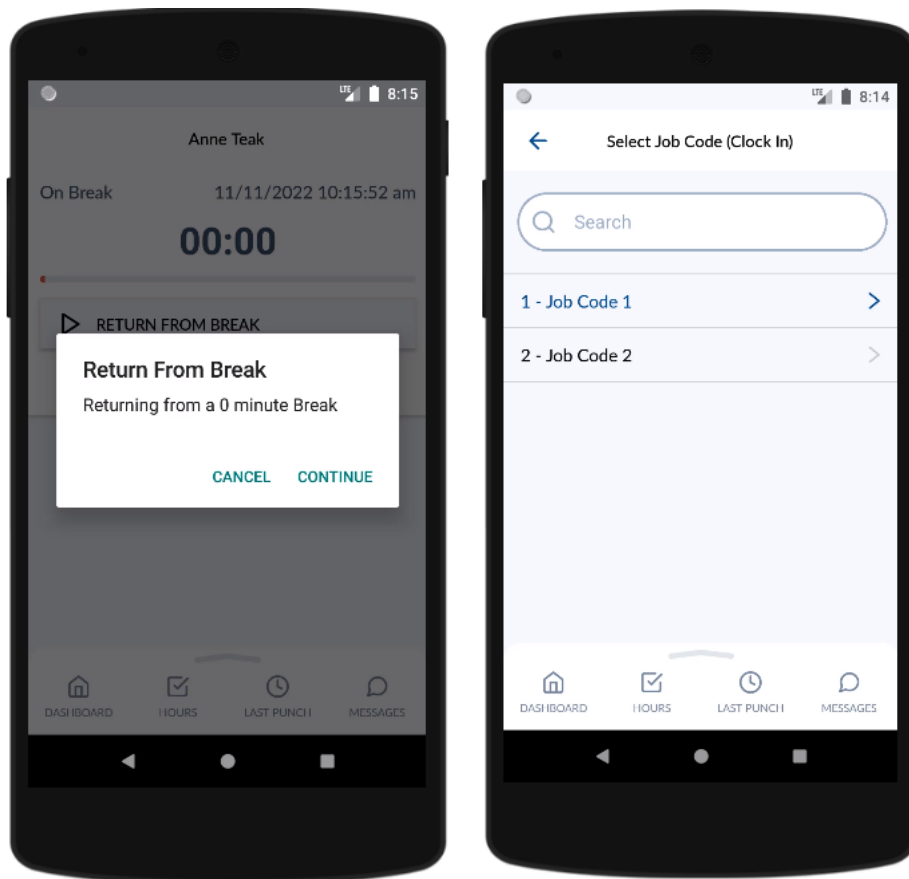 LTE 8:15
Anne Teak
On Break 11/11/2022 10:15:52 am
00:00
RETURN FROM BREAK
Return From Break
Returning from a 0 minute Break
CANCEL CONTINUE
DASHBOARD HOURS LAST PUNCH MESSAGES
LTE 8:14
Select Job Code (Clock In)
Search
1 - Job Code 1
2 - Job Code 2
DASHBOARD HOURS LAST PUNCH MESSAGES